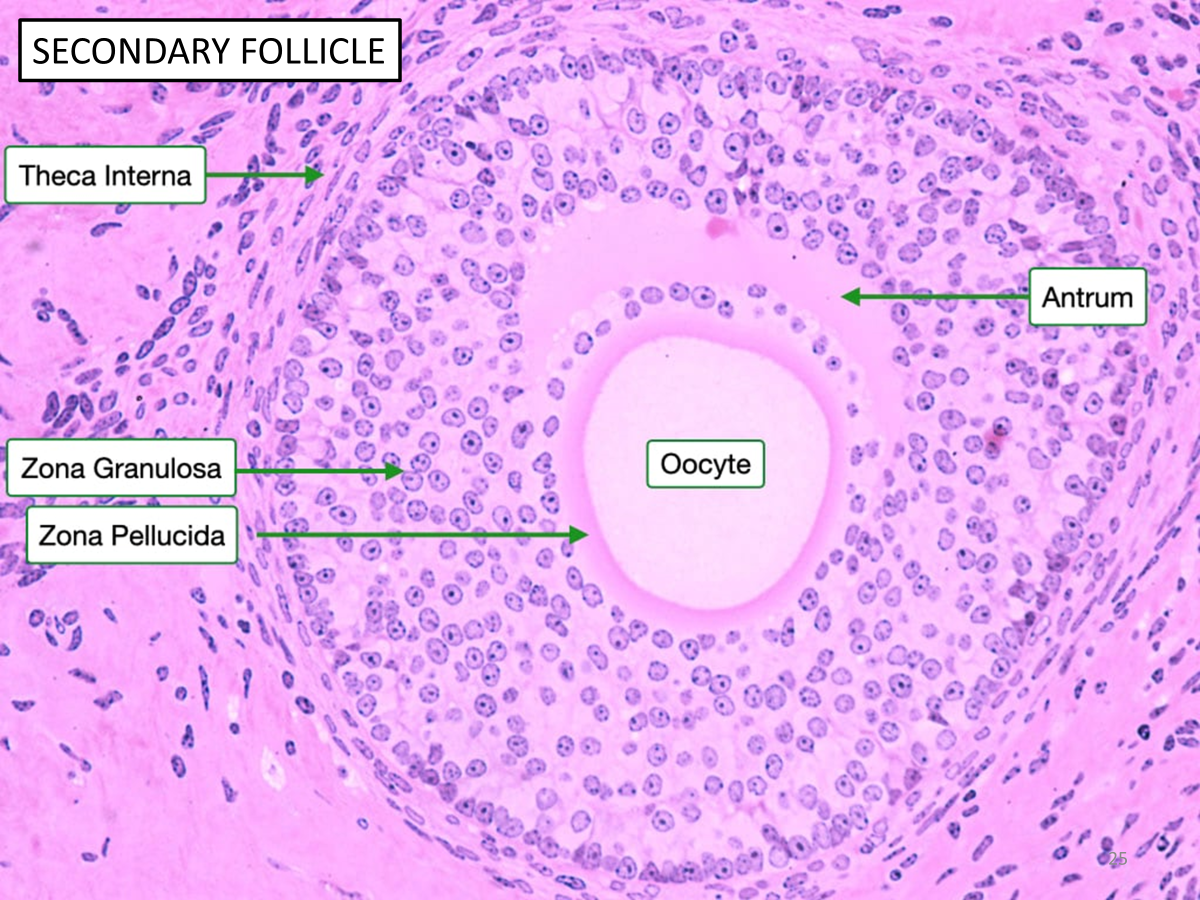 SECONDARY FOLLICLE
Theca Interna
Antrum
Zona Granulosa
Oocyte
Zona Pellucida
25